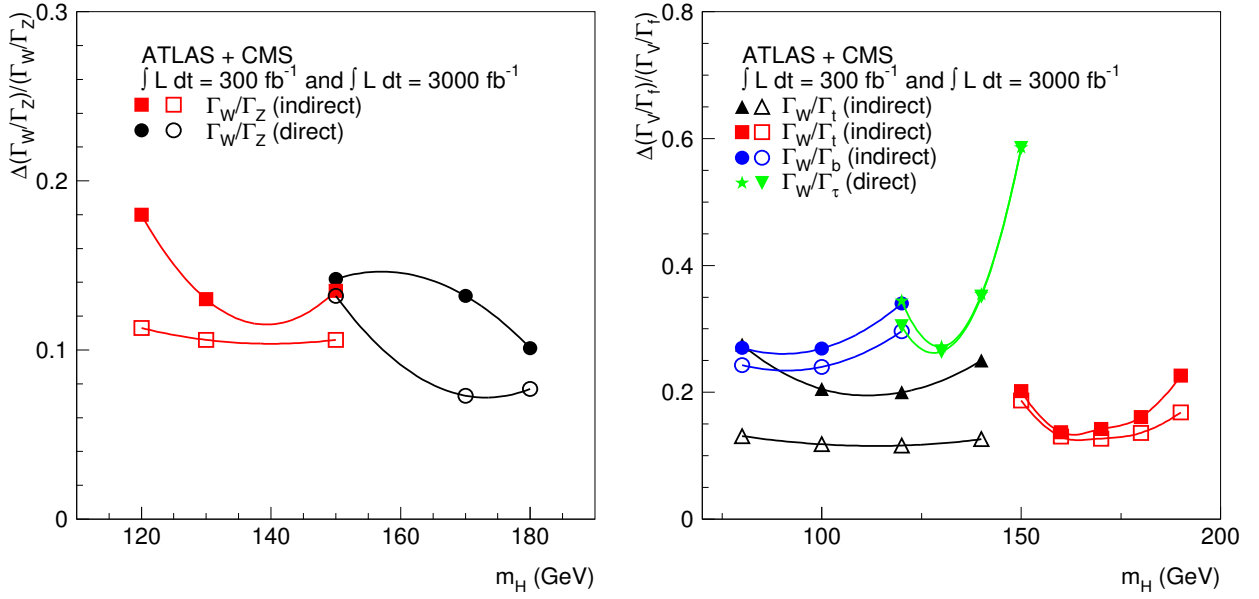 Δ(Γ_W/Γ_Z)/(Γ_W/Γ_Z)
0.3
0.2
0.1
0
ATLAS + CMS
∫ L dt = 300 fb⁻¹ and ∫ L dt = 3000 fb⁻¹
Γ_W/Γ_Z (indirect)
Γ_W/Γ_Z (direct)
120 140 160 180
m_H (GeV)
Δ(Γ_V/Γ_f)/(Γ_V/Γ_f)
0.8
0.6
0.4
0.2
0
ATLAS + CMS
∫ L dt = 300 fb⁻¹ and ∫ L dt = 3000 fb⁻¹
Γ_W/Γ_t (indirect)
Γ_W/Γ_t (indirect)
Γ_W/Γ_b (indirect)
Γ_W/Γ_τ (direct)
100 150 200
m_H (GeV)